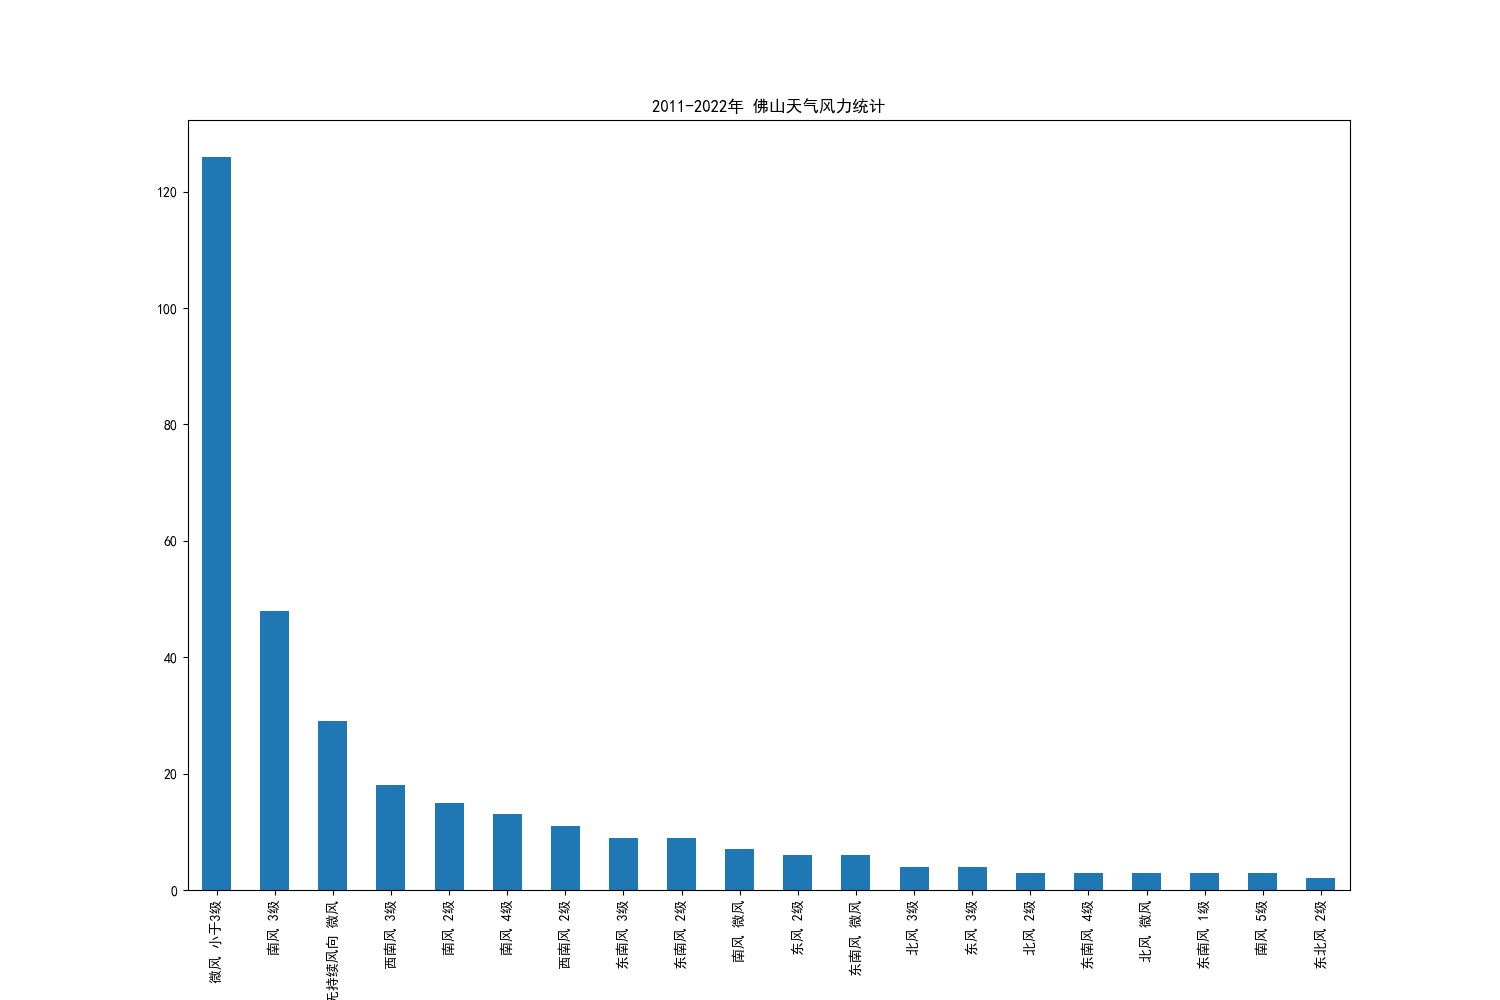 2011-2022年 佛山天气风力统计
120
100
80
60
40
20
0
微风 小于3级
南风 3级
无持续风向 微风
西南风 3级
南风 2级
南风 4级
西南风 2级
东南风 3级
东南风 2级
南风 微风
东风 2级
东南风 微风
北风 3级
东风 3级
北风 2级
东南风 4级
北风 微风
东南风 1级
南风 5级
东北风 2级